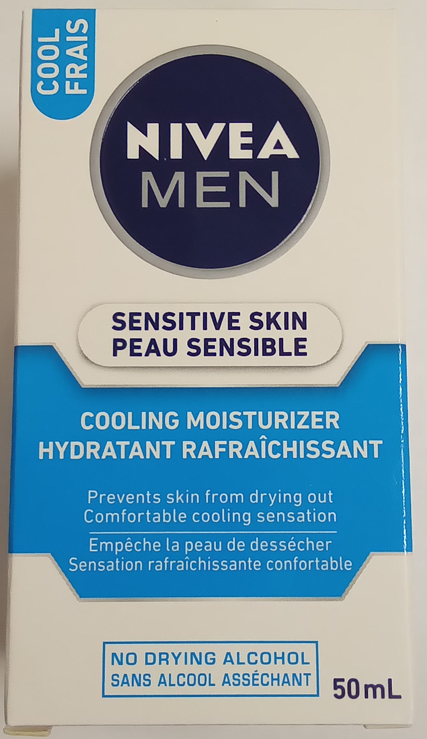 COOL
FRAIS
NIVEA
MEN
SENSITIVE SKIN
PEAU SENSIBLE
COOLING MOISTURIZER
HYDRATANT RAFRAÎCHISSANT
Prevents skin from drying out
Comfortable cooling sensation
Empêche la peau de dessécher
Sensation rafraîchissante confortable
NO DRYING ALCOHOL
SANS ALCOOL ASSÉCHANT
50mL